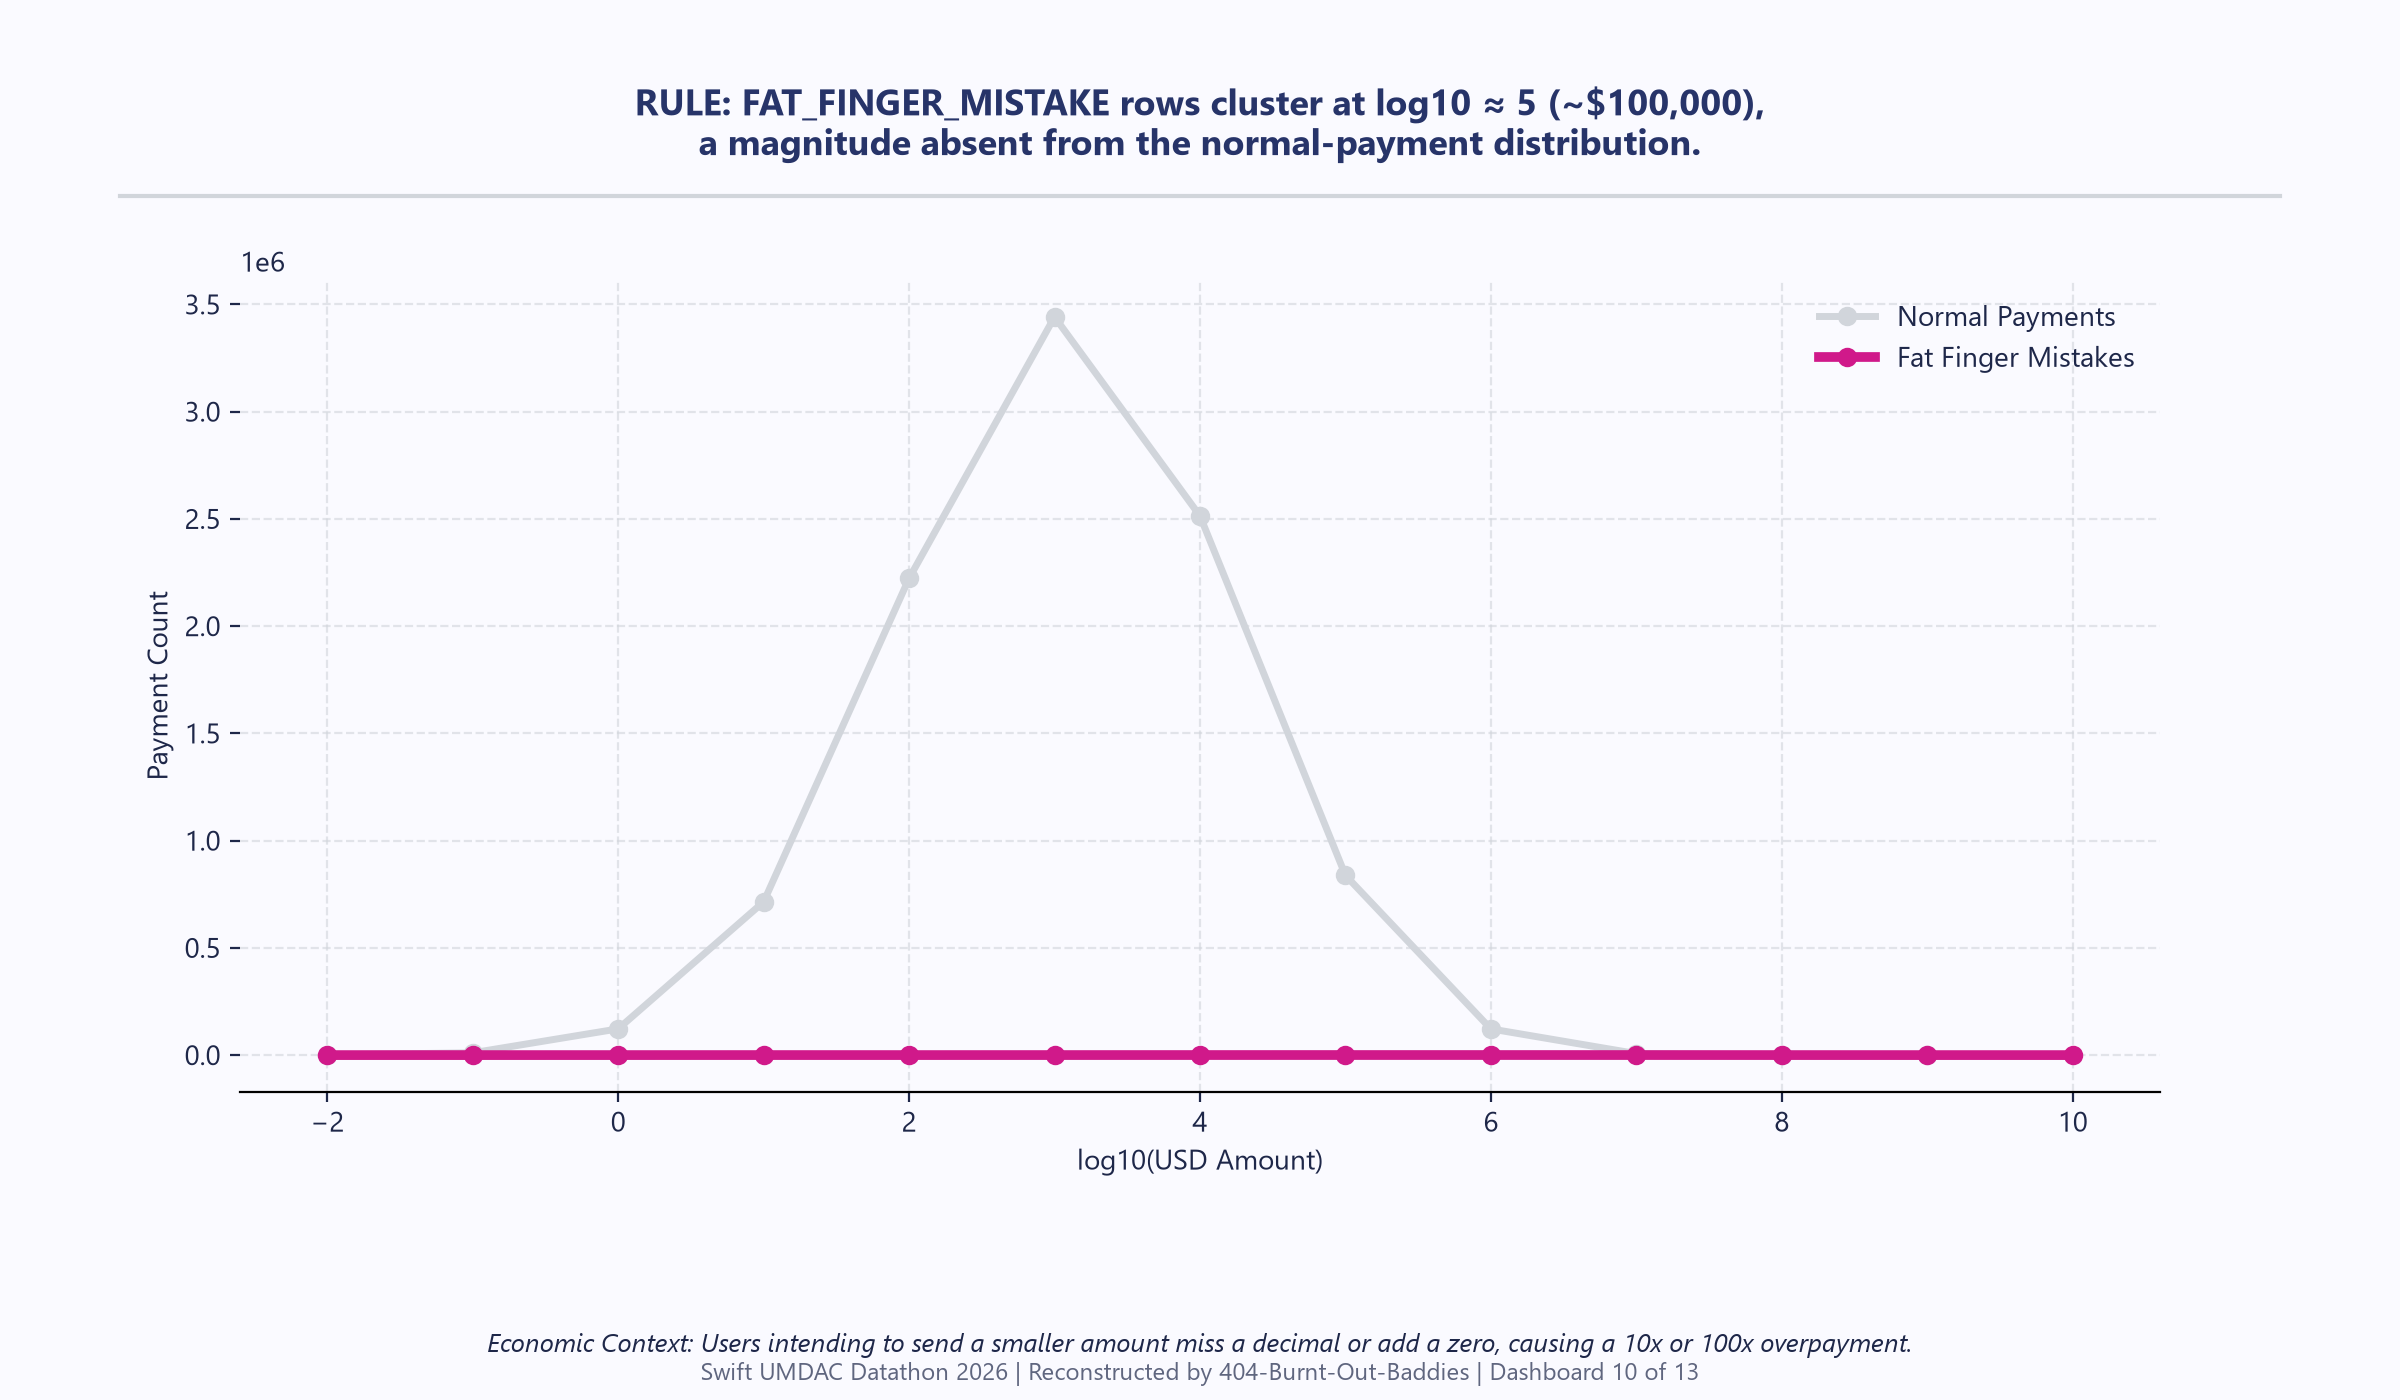 RULE: FAT_FINGER_MISTAKE rows cluster at log10 ≈ 5 (~$100,000),
a magnitude absent from the normal-payment distribution.
1e6
3.5
3.0
2.5
2.0
1.5
1.0
0.5
0.0
Payment Count
Normal Payments
Fat Finger Mistakes
−2
0
2
4
6
8
10
log10(USD Amount)
Economic Context: Users intending to send a smaller amount miss a decimal or add a zero, causing a 10x or 100x overpayment.
Swift UMDAC Datathon 2026 | Reconstructed by 404-Burnt-Out-Baddies | Dashboard 10 of 13